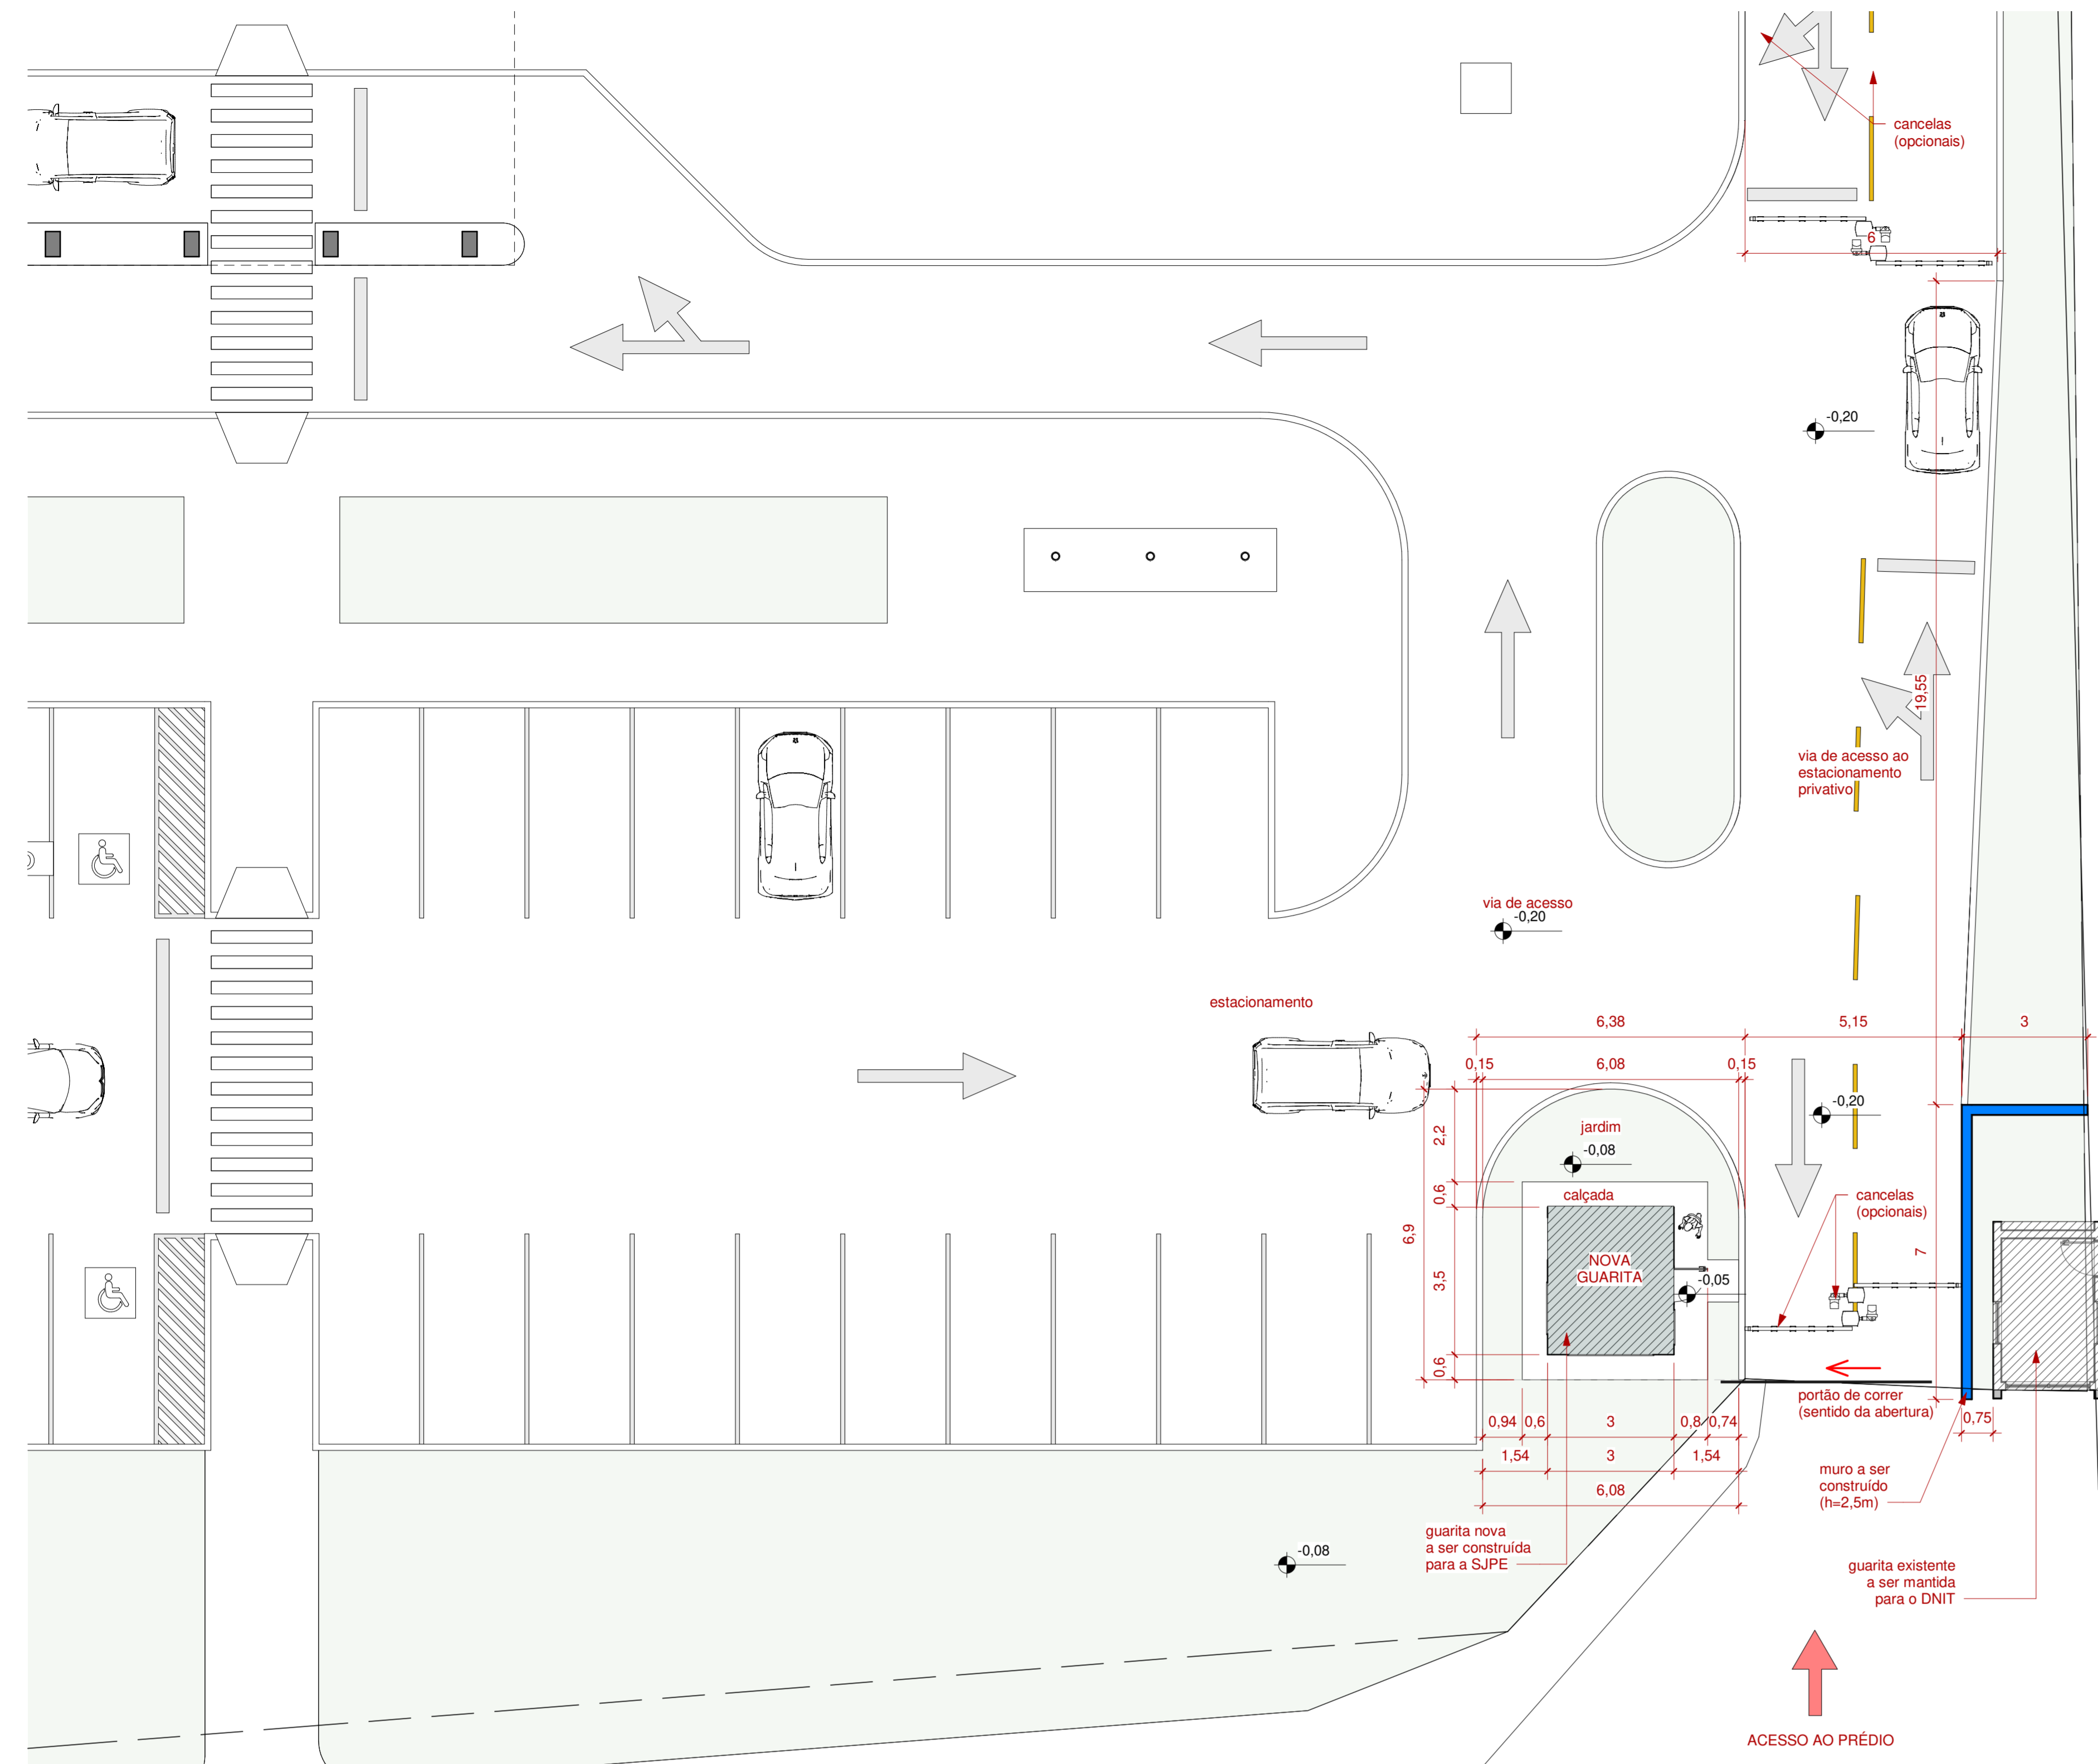 cancelas
(opcionais)
6
-0,20
19,55
via de acesso ao
estacionamento
privativo
via de acesso
-0,20
estacionamento
6,38
5,15
3
0,15
6,08
0,15
-0,20
jardim
-0,08
2,2
0,6
calçada
cancelas
(opcionais)
6,9
3,5
NOVA
GUARITA
7
-0,05
0,6
portão de correr
(sentido da abertura)
0,94
0,6
3
0,8
0,74
0,75
1,54
3
1,54
6,08
muro a ser
construído
(h=2,5m)
guarita nova
a ser construída
para a SJPE
-0,08
guarita existente
a ser mantida
para o DNIT
ACESSO AO PRÉDIO